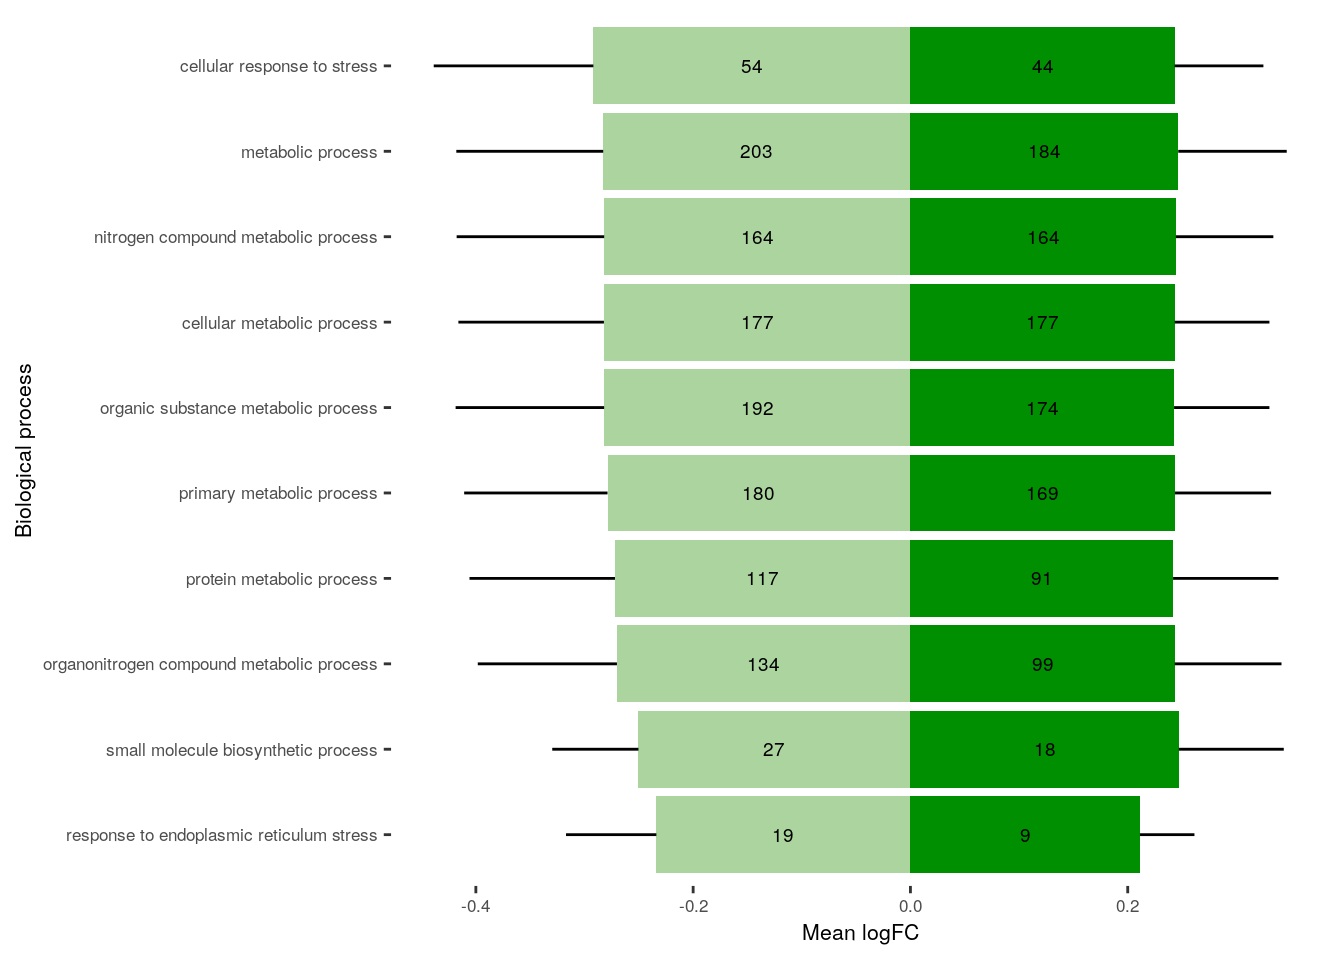 cellular response to stress 54 44
metabolic process 203 184
nitrogen compound metabolic process 164 164
cellular metabolic process 177 177
organic substance metabolic process 192 174
primary metabolic process 180 169
protein metabolic process 117 91
organonitrogen compound metabolic process 134 99
small molecule biosynthetic process 27 18
response to endoplasmic reticulum stress 19 9
Biological process
-0.4 -0.2 0.0 0.2
Mean logFC